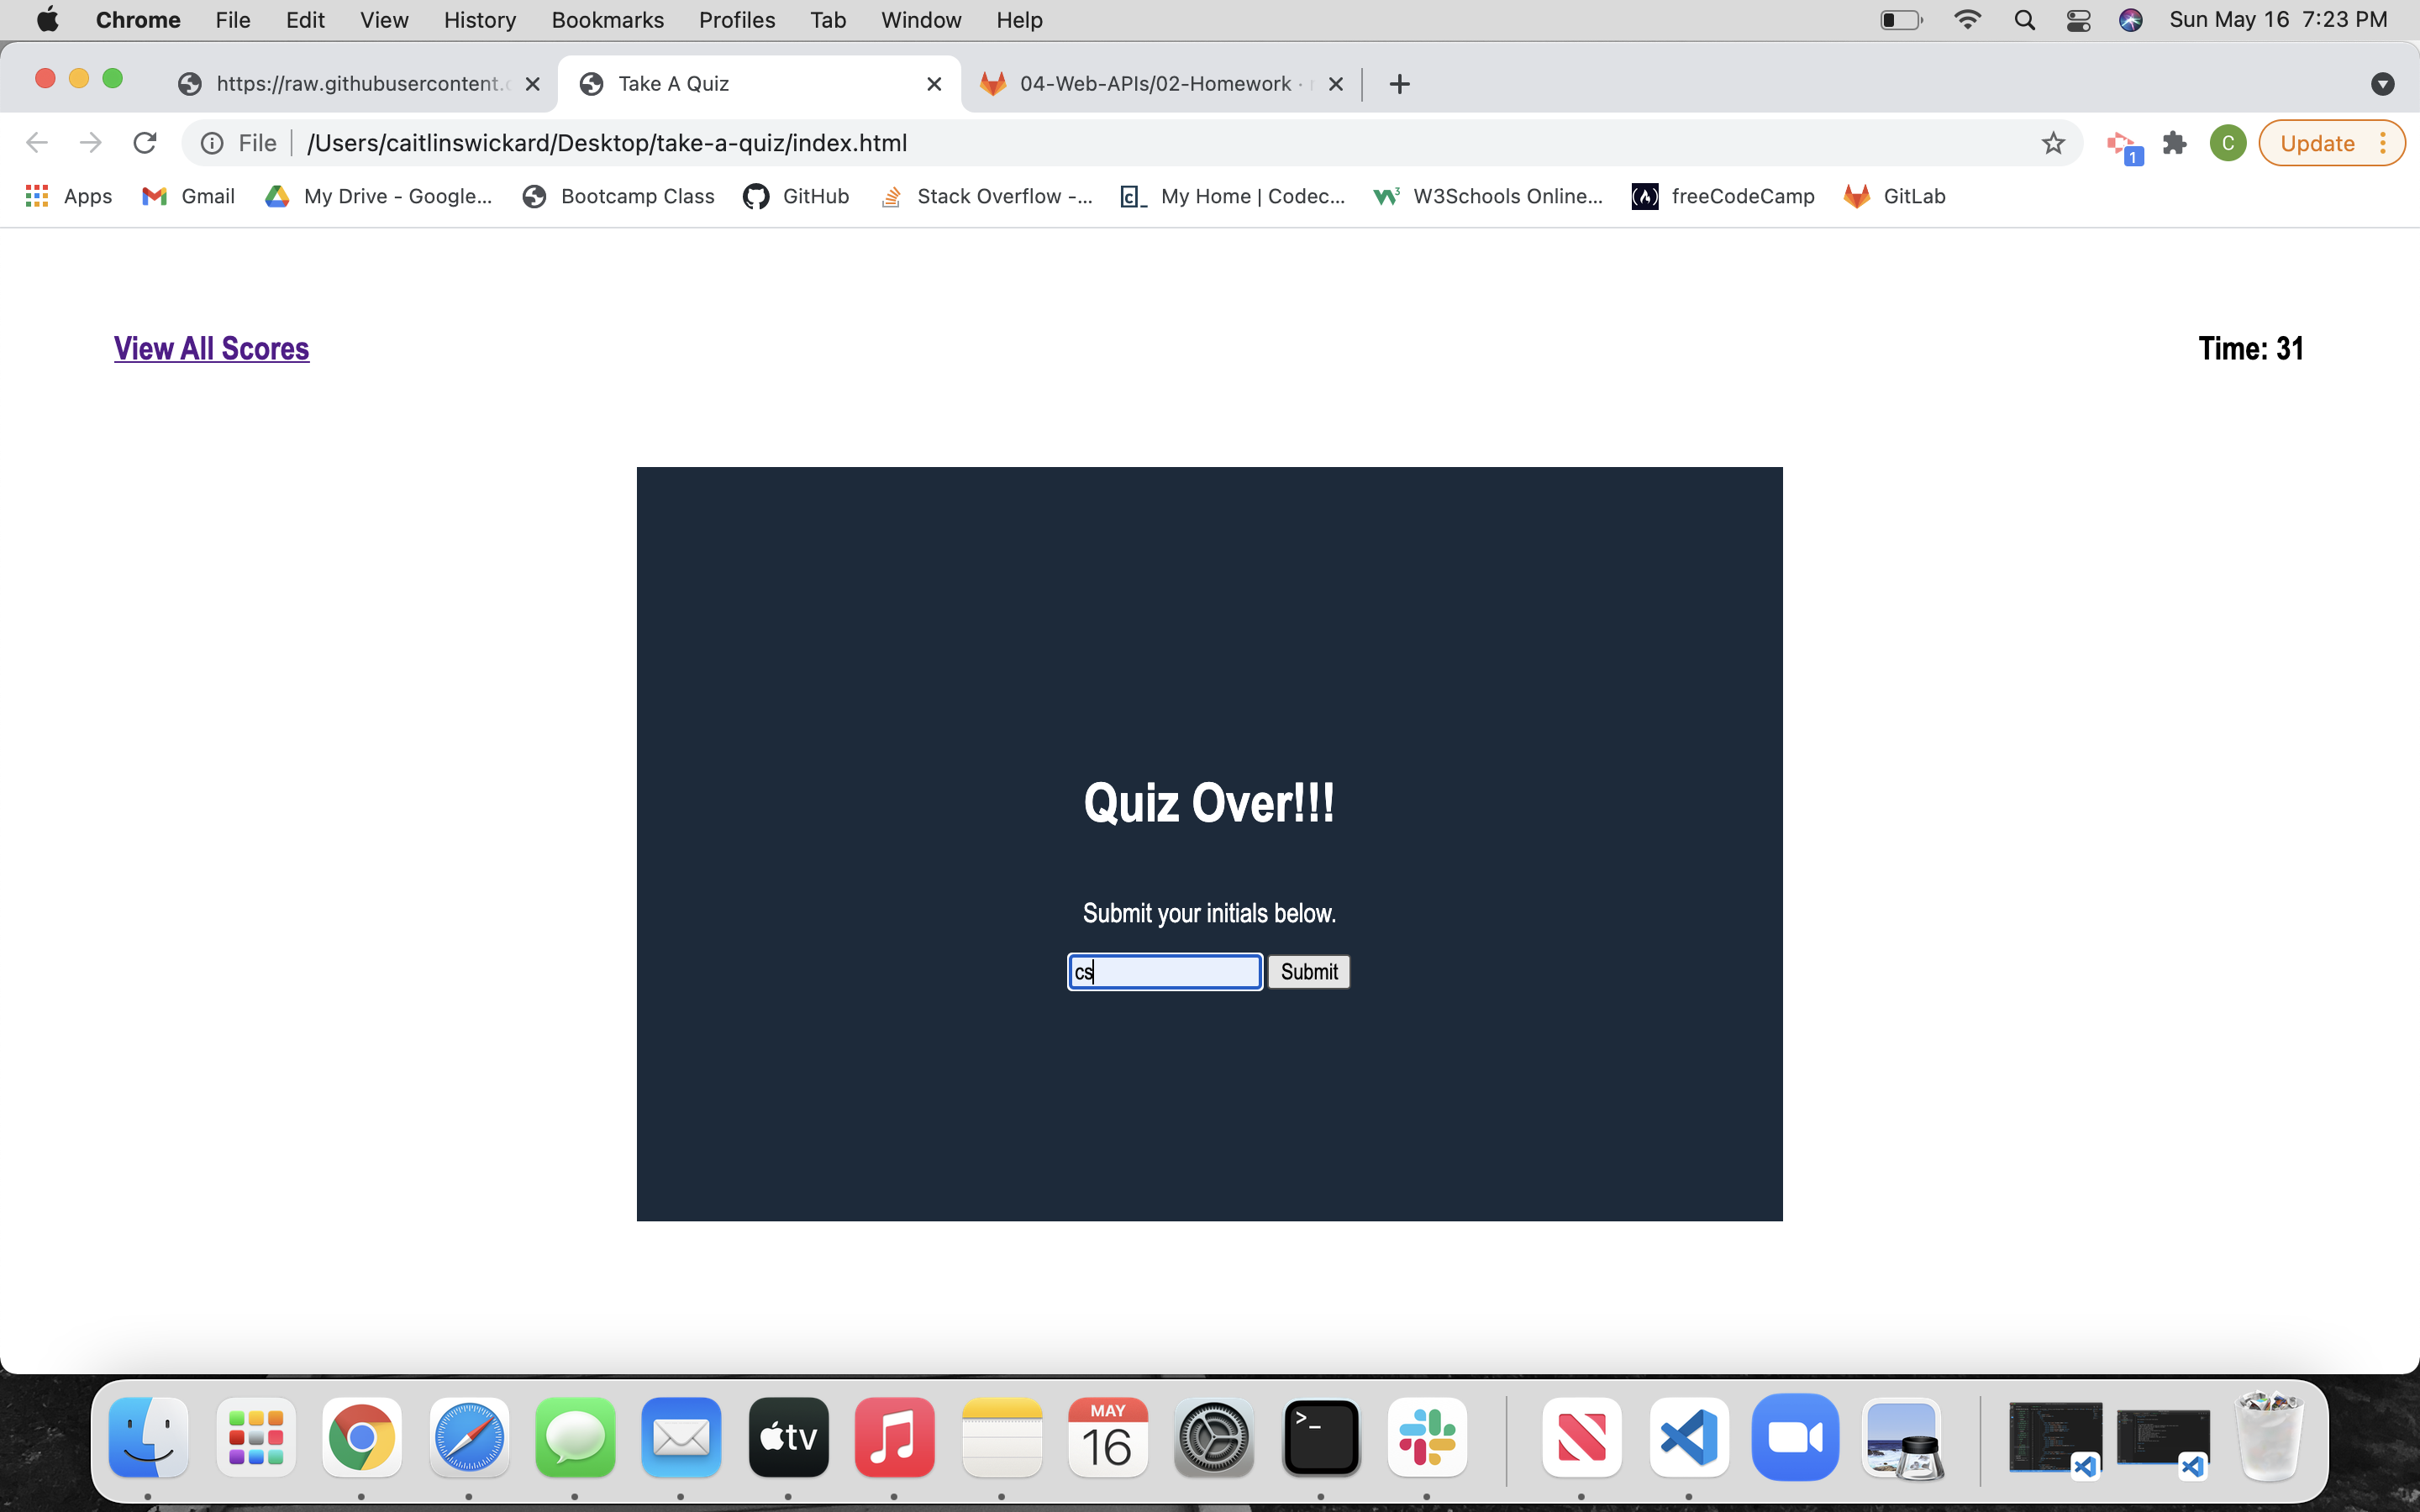 Chrome File Edit View History Bookmarks Profiles Tab Window Help Sun May 16 7:23 PM
https://raw.githubusercontent.c Take A Quiz 04-Web-APIs/02-Homework ·
File /Users/caitlinswickard/Desktop/take-a-quiz/index.html 1 C Update
Apps Gmail My Drive - Google... Bootcamp Class GitHub Stack Overflow -... My Home | Codec... W3Schools Online... freeCodeCamp GitLab
View All Scores Time: 31
Quiz Over!!!
Submit your initials below.
cs Submit
tv MAY 16